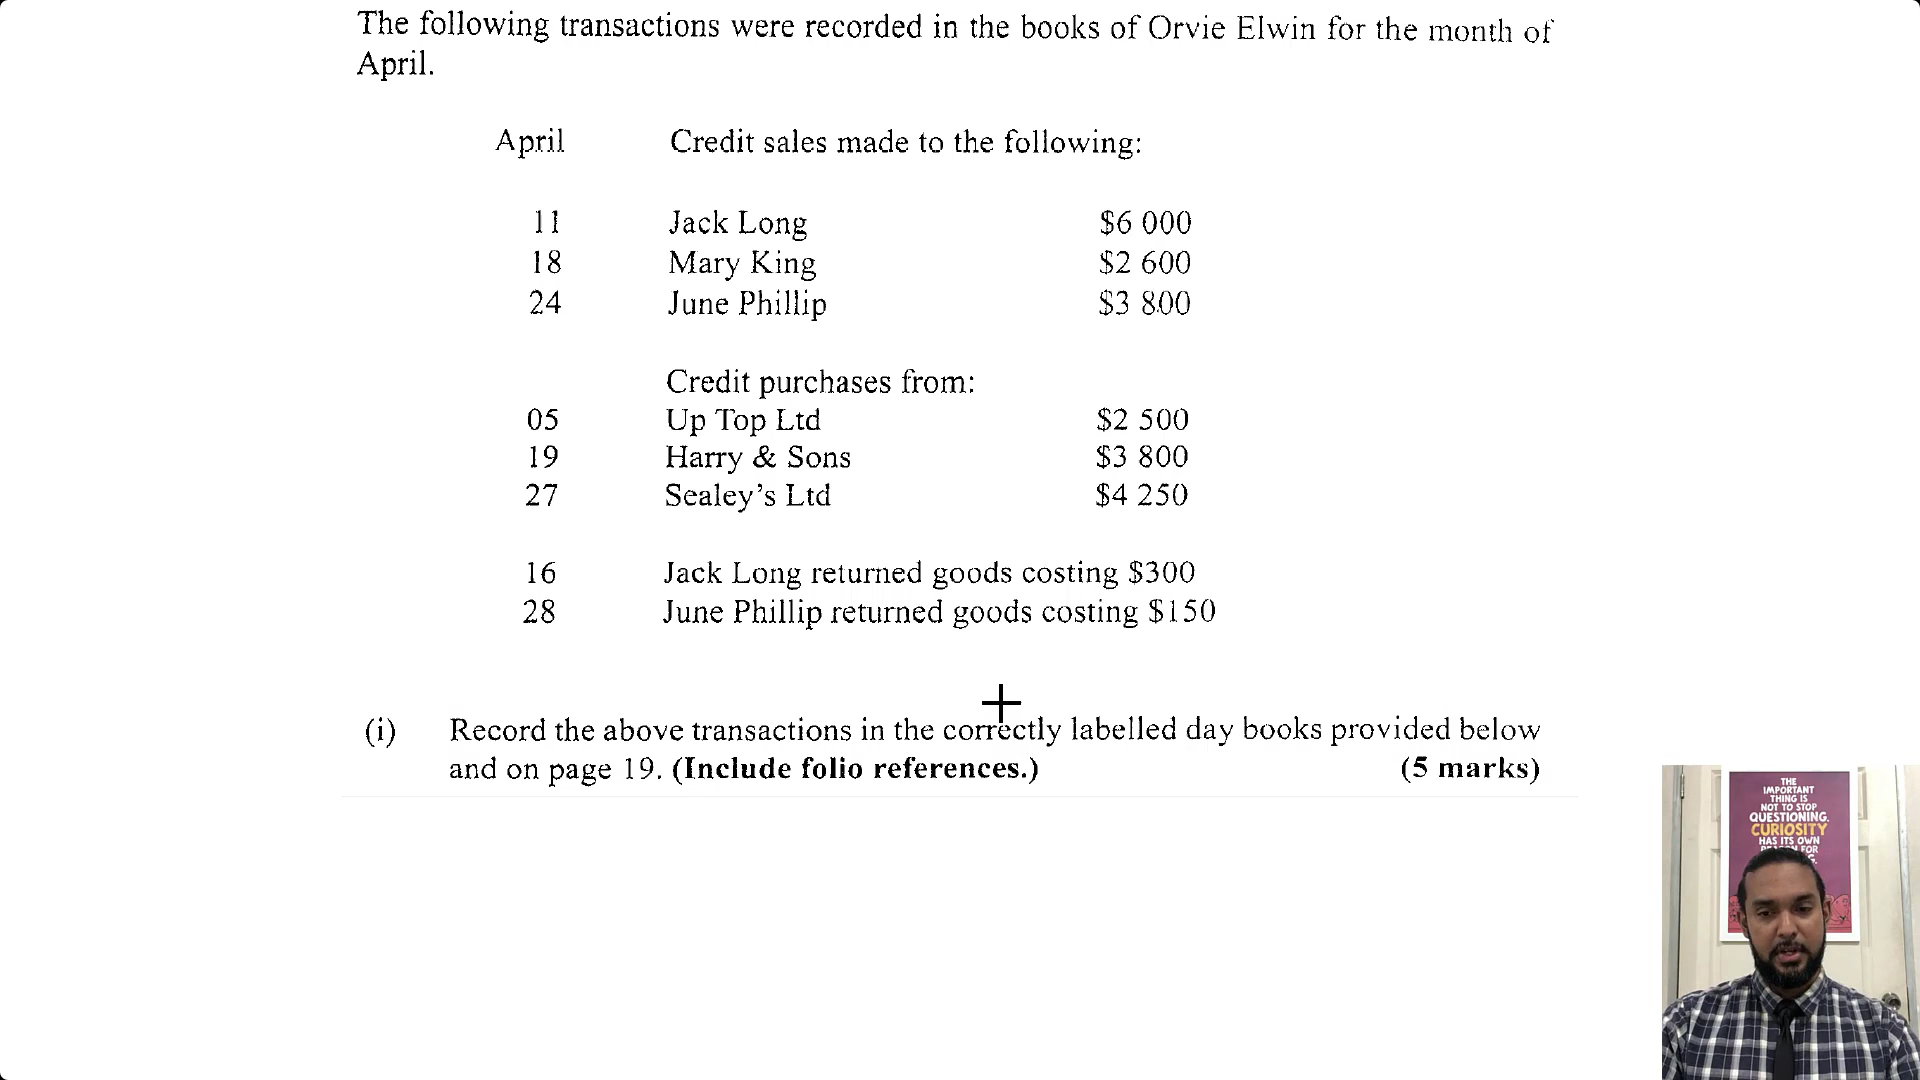 The following transactions were recorded in the books of Orvie Elwin for the month of
April.
April Credit sales made to the following:
11 Jack Long $6 000
18 Mary King $2 600
24 June Phillip $3 800
Credit purchases from:
05 Up Top Ltd $2 500
19 Harry & Sons $3 800
27 Sealey's Ltd $4 250
16 Jack Long returned goods costing $300
28 June Phillip returned goods costing $150
(i) Record the above transactions in the correctly labelled day books provided below
and on page 19. (Include folio references.) (5 marks)
THE
IMPORTANT
THING IS
NOT TO STOP
QUESTIONING.
CURIOSITY
HAS ITS OWN
FOR